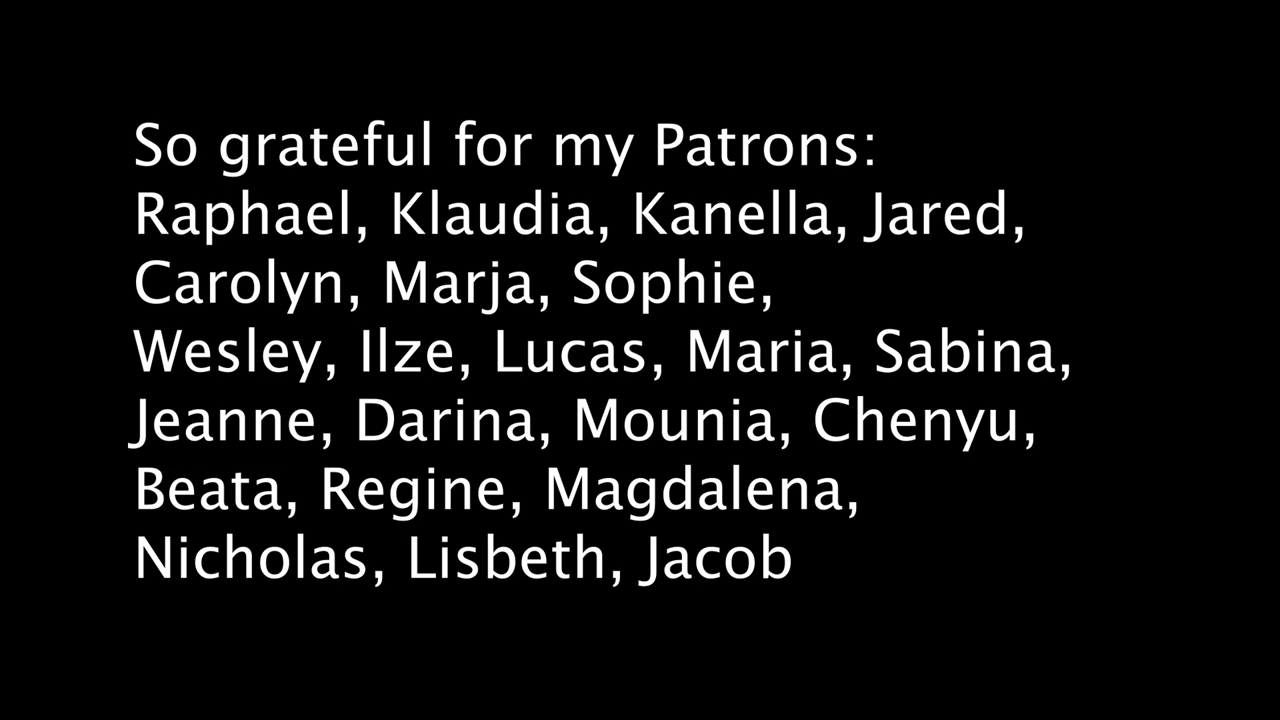 So grateful for my Patrons:
Raphael, Klaudia, Kanella, Jared,
Carolyn, Marja, Sophie,
Wesley, Ilze, Lucas, Maria, Sabina,
Jeanne, Darina, Mounia, Chenyu,
Beata, Regine, Magdalena,
Nicholas, Lisbeth, Jacob